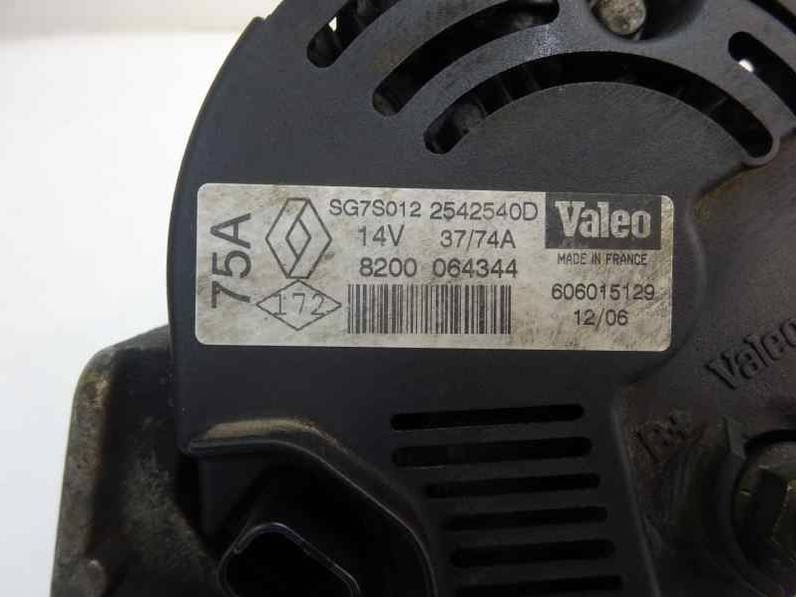 75A
SG7S012 2542540D
14V 37/74A
8200 064344
172
Valeo
MADE IN FRANCE
606015129
12/06
Valeo
B+